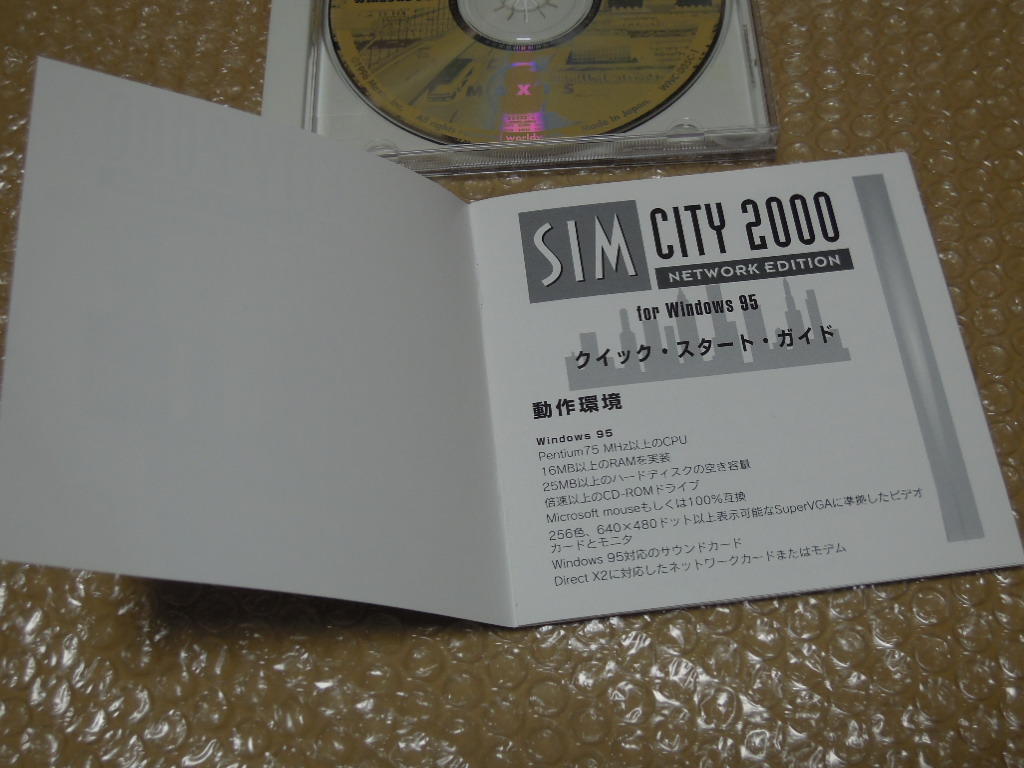 MAXIS
Made in Japan.
All rights
world
SIM CITY 2000
NETWORK EDITION
for Windows 95
クイック・スタート・ガイド
動作環境
Windows 95
Pentium75 MHz以上のCPU
16MB以上のRAMを実装
25MB以上のハードディスクの空き容量
倍速以上のCD-ROMドライブ
Microsoft mouseもしくは100%互換
256色、640×480ドット以上表示可能なSuperVGAに準拠したビデオ
カードとモニタ
Windows 95対応のサウンドカード
Direct X2に対応したネットワークカードまたはモデム